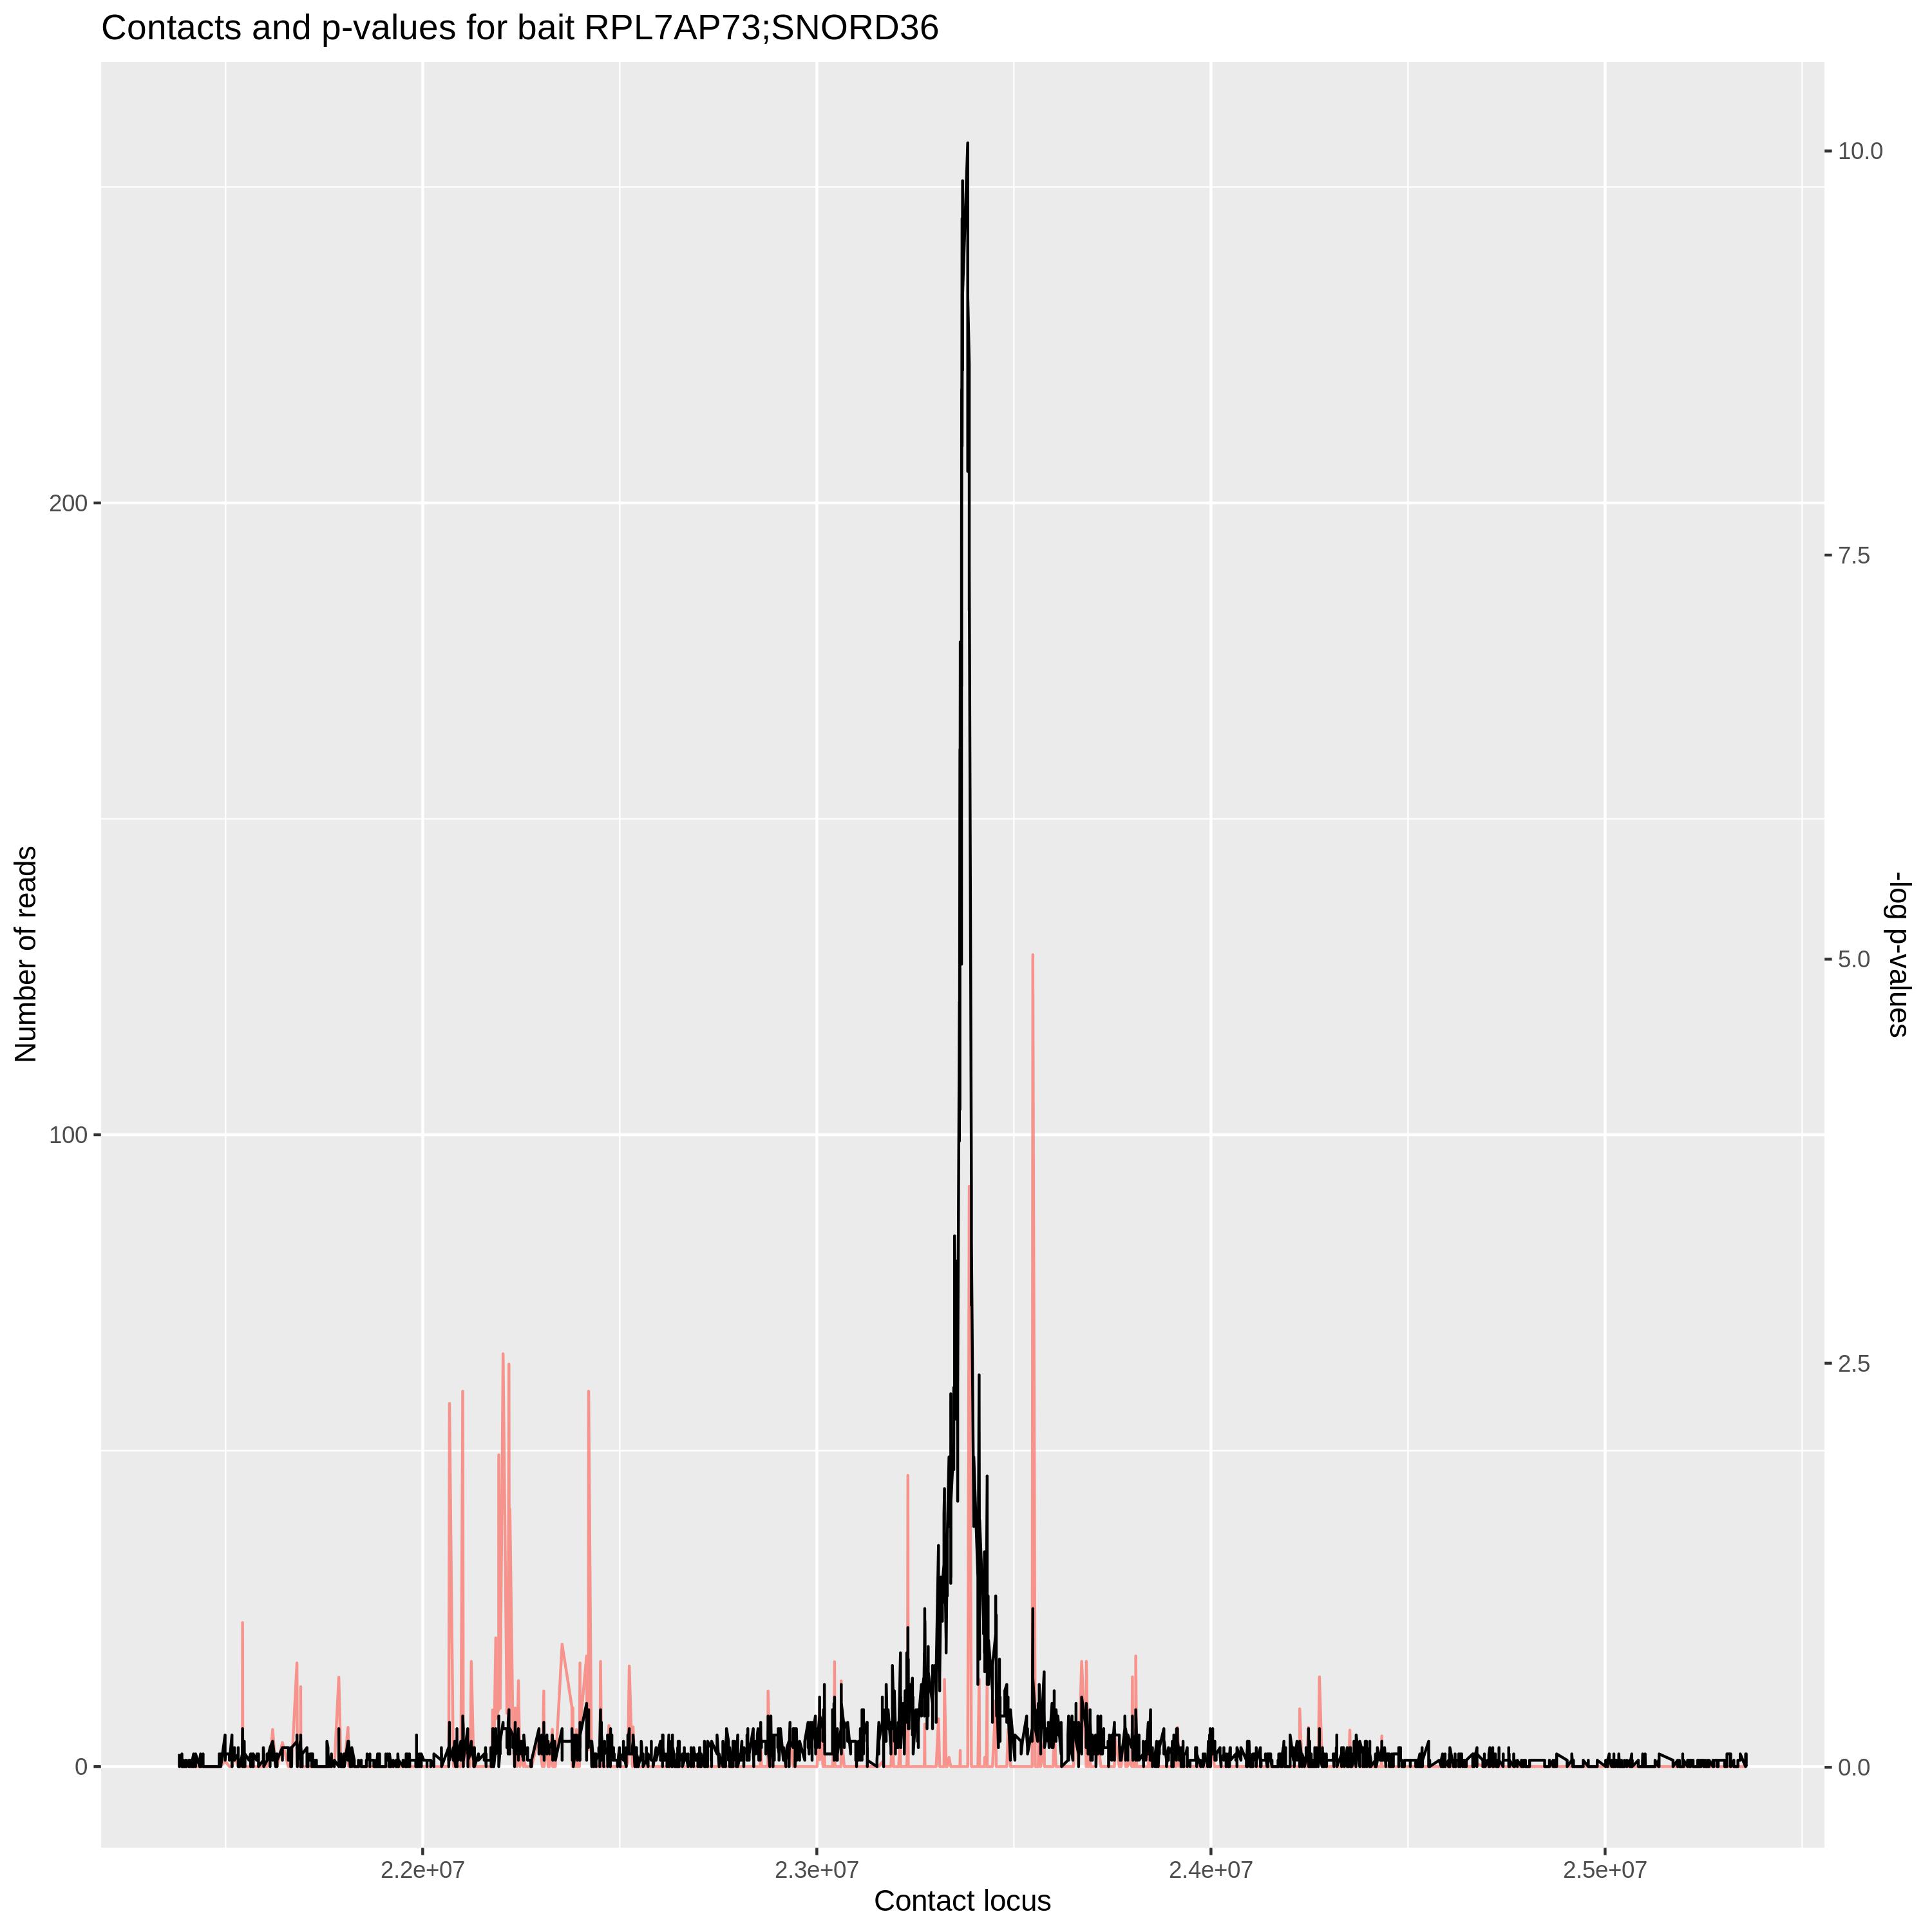 Contacts and p-values for bait RPL7AP73;SNORD36
Number of reads
200
100
0
10.0
7.5
5.0
2.5
0.0
-log p-values
2.2e+07
2.3e+07
2.4e+07
2.5e+07
Contact locus